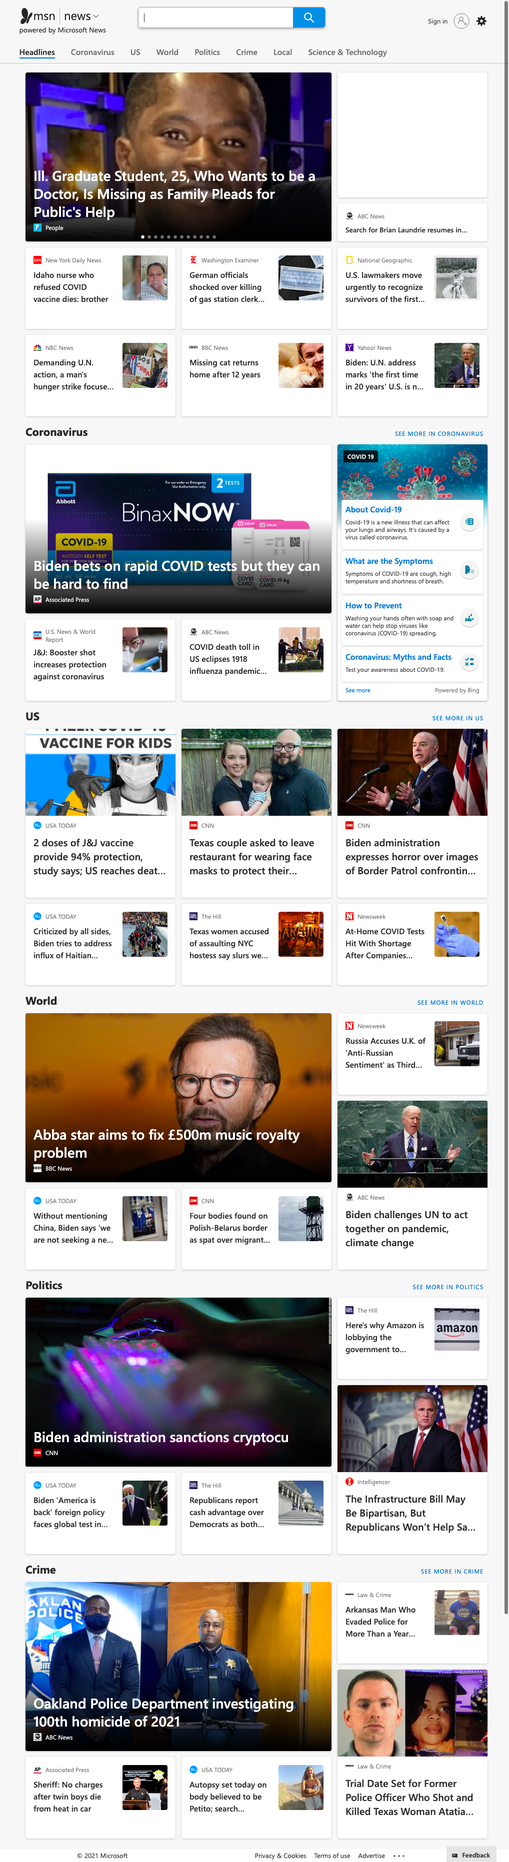 msn | news
powered by Microsoft News
Sign in
Headlines
Coronavirus
US
World
Politics
Crime
Local
Science & Technology
Ill. Graduate Student, 25, Who Wants to be a
Doctor, Is Missing as Family Pleads for
Public's Help
People
ABC News
Search for Brian Laundrie resumes in...
New York Daily News
Idaho nurse who
refused COVID
vaccine dies: brother
Washington Examiner
German officials
shocked over killing
of gas station clerk...
National Geographic
U.S. lawmakers move
urgently to recognize
survivors of the first...
NBC News
Demanding U.N.
action, a man's
hunger strike focuse...
BBC News
Missing cat returns
home after 12 years
Yahoo! News
Biden: U.N. address
marks 'the first time
in 20 years' U.S. is n...
Coronavirus
SEE MORE IN CORONAVIRUS
2 TESTS
Abbott
BinaxNOW
COVID-19
ANTIGEN SELF TEST
Biden bets on rapid COVID tests but they can
be hard to find
Associated Press
COVID 19
About Covid-19
Covid-19 is a new illness that can affect
your lungs and airways. It's caused by a
virus called coronavirus.
What are the Symptoms
Symptoms of COVID-19 are cough, high
temperature and shortness of breath.
How to Prevent
Washing your hands often with soap and
water can help stop viruses like
coronavirus (COVID-19) spreading.
Coronavirus: Myths and Facts
Test your awareness about COVID-19.
See more
Powered by Bing
U.S. News & World
Report
J&J: Booster shot
increases protection
against coronavirus
ABC News
COVID death toll in
US eclipses 1918
influenza pandemic...
US
SEE MORE IN US
VACCINE FOR KIDS
USA TODAY
2 doses of J&J vaccine
provide 94% protection,
study says; US reaches deat...
CNN
Texas couple asked to leave
restaurant for wearing face
masks to protect their...
CNN
Biden administration
expresses horror over images
of Border Patrol confrontin...
USA TODAY
Criticized by all sides,
Biden tries to address
influx of Haitian...
The Hill
Texas women accused
of assaulting NYC
hostess say slurs we...
Newsweek
At-Home COVID Tests
Hit With Shortage
After Companies...
World
SEE MORE IN WORLD
Abba star aims to fix £500m music royalty
problem
BBC News
Newsweek
Russia Accuses U.K. of
'Anti-Russian
Sentiment' as Third...
ABC News
Biden challenges UN to act
together on pandemic,
climate change
USA TODAY
Without mentioning
China, Biden says 'we
are not seeking a ne...
CNN
Four bodies found on
Polish-Belarus border
as spat over migrant...
Politics
SEE MORE IN POLITICS
Biden administration sanctions cryptocu
CNN
The Hill
Here's why Amazon is
lobbying the
government to...
amazon
Intelligencer
The Infrastructure Bill May
Be Bipartisan, But
Republicans Won't Help Sa...
USA TODAY
Biden 'America is
back' foreign policy
faces global test in...
The Hill
Republicans report
cash advantage over
Democrats as both...
Crime
SEE MORE IN CRIME
OAKLAND
POLICE
Oakland Police Department investigating
100th homicide of 2021
ABC News
Law & Crime
Arkansas Man Who
Evaded Police for
More Than a Year...
Law & Crime
Trial Date Set for Former
Police Officer Who Shot and
Killed Texas Woman Atatia...
Associated Press
Sheriff: No charges
after twin boys die
from heat in car
USA TODAY
Autopsy set today on
body believed to be
Petito; search...
© 2021 Microsoft
Privacy & Cookies
Terms of use
Advertise
Feedback